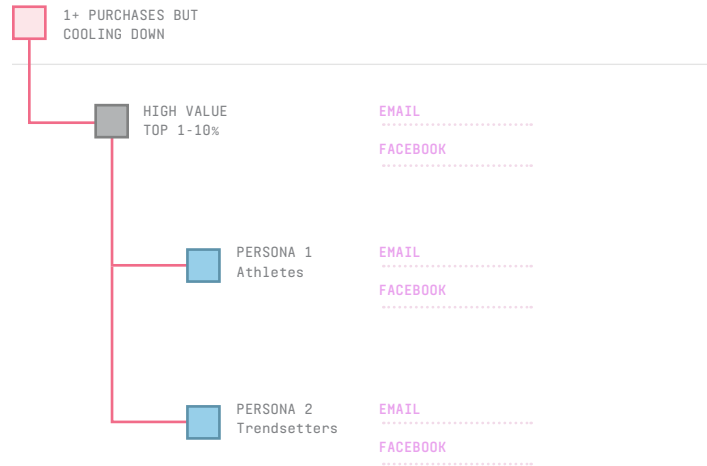 1+ PURCHASES BUT
COOLING DOWN
HIGH VALUE
TOP 1-10%
EMAIL
FACEBOOK
PERSONA 1
Athletes
EMAIL
FACEBOOK
PERSONA 2
Trendsetters
EMAIL
FACEBOOK